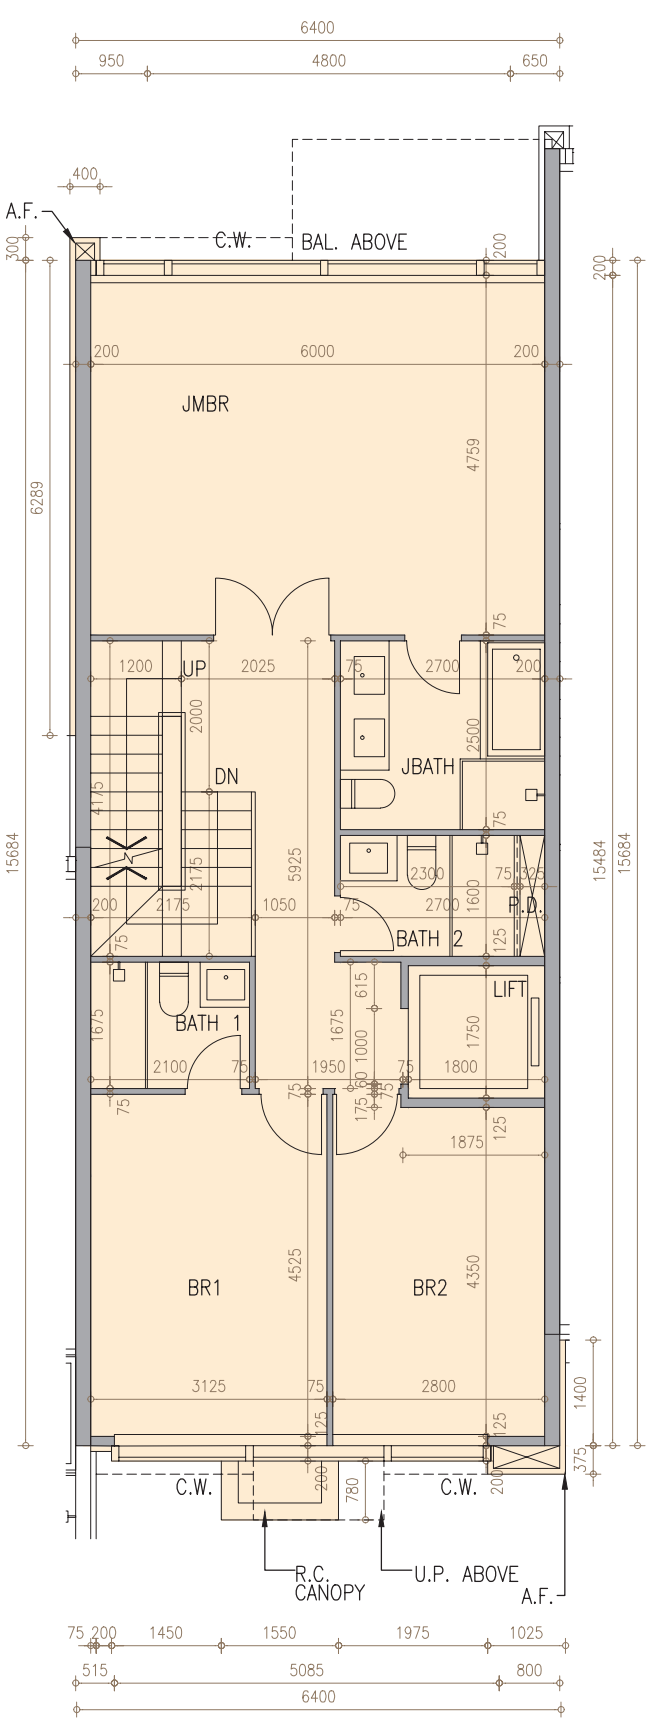 6400
950 4800 650
400
A.F.
C.W. BAL. ABOVE
300
200
200
200 6000 200
JMBR
4759
6289
75
1200 UP 2025 75 2700 200
2000
2500
JBATH
DN
4175
75
15684
5925
15484
15684
2175
2300 75 325
1600
P.D.
200 2175 1050 75 2700
BATH 2
75
125
615
LIFT
1675
BATH 1
1675
1000
1750
2100 75 1950 75 1800
60
75
75
175
75
125
1875
4525
4350
BR1 BR2
3125 75 2800
1400
125
125
375
C.W. 200 780 C.W. 200
R.C.
CANOPY
U.P. ABOVE
A.F.
75 200 1450 1550 1975 1025
515 5085 800
6400